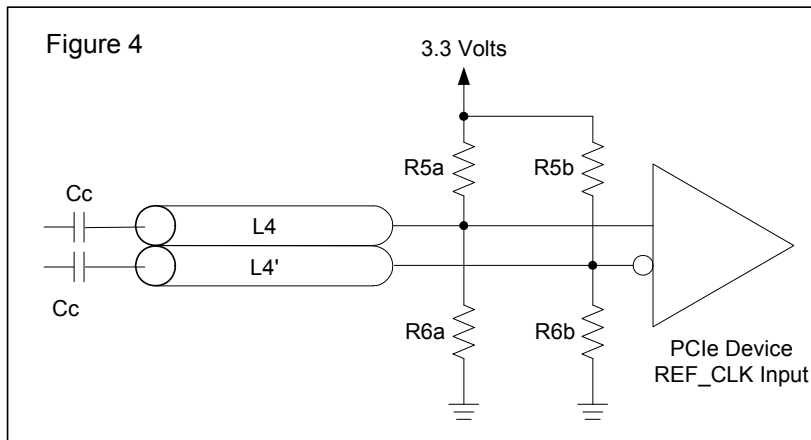 Figure 4
3.3 Volts
R5a
R5b
Cc
L4
L4'
Cc
R6a
R6b
PCIe Device
REF_CLK Input